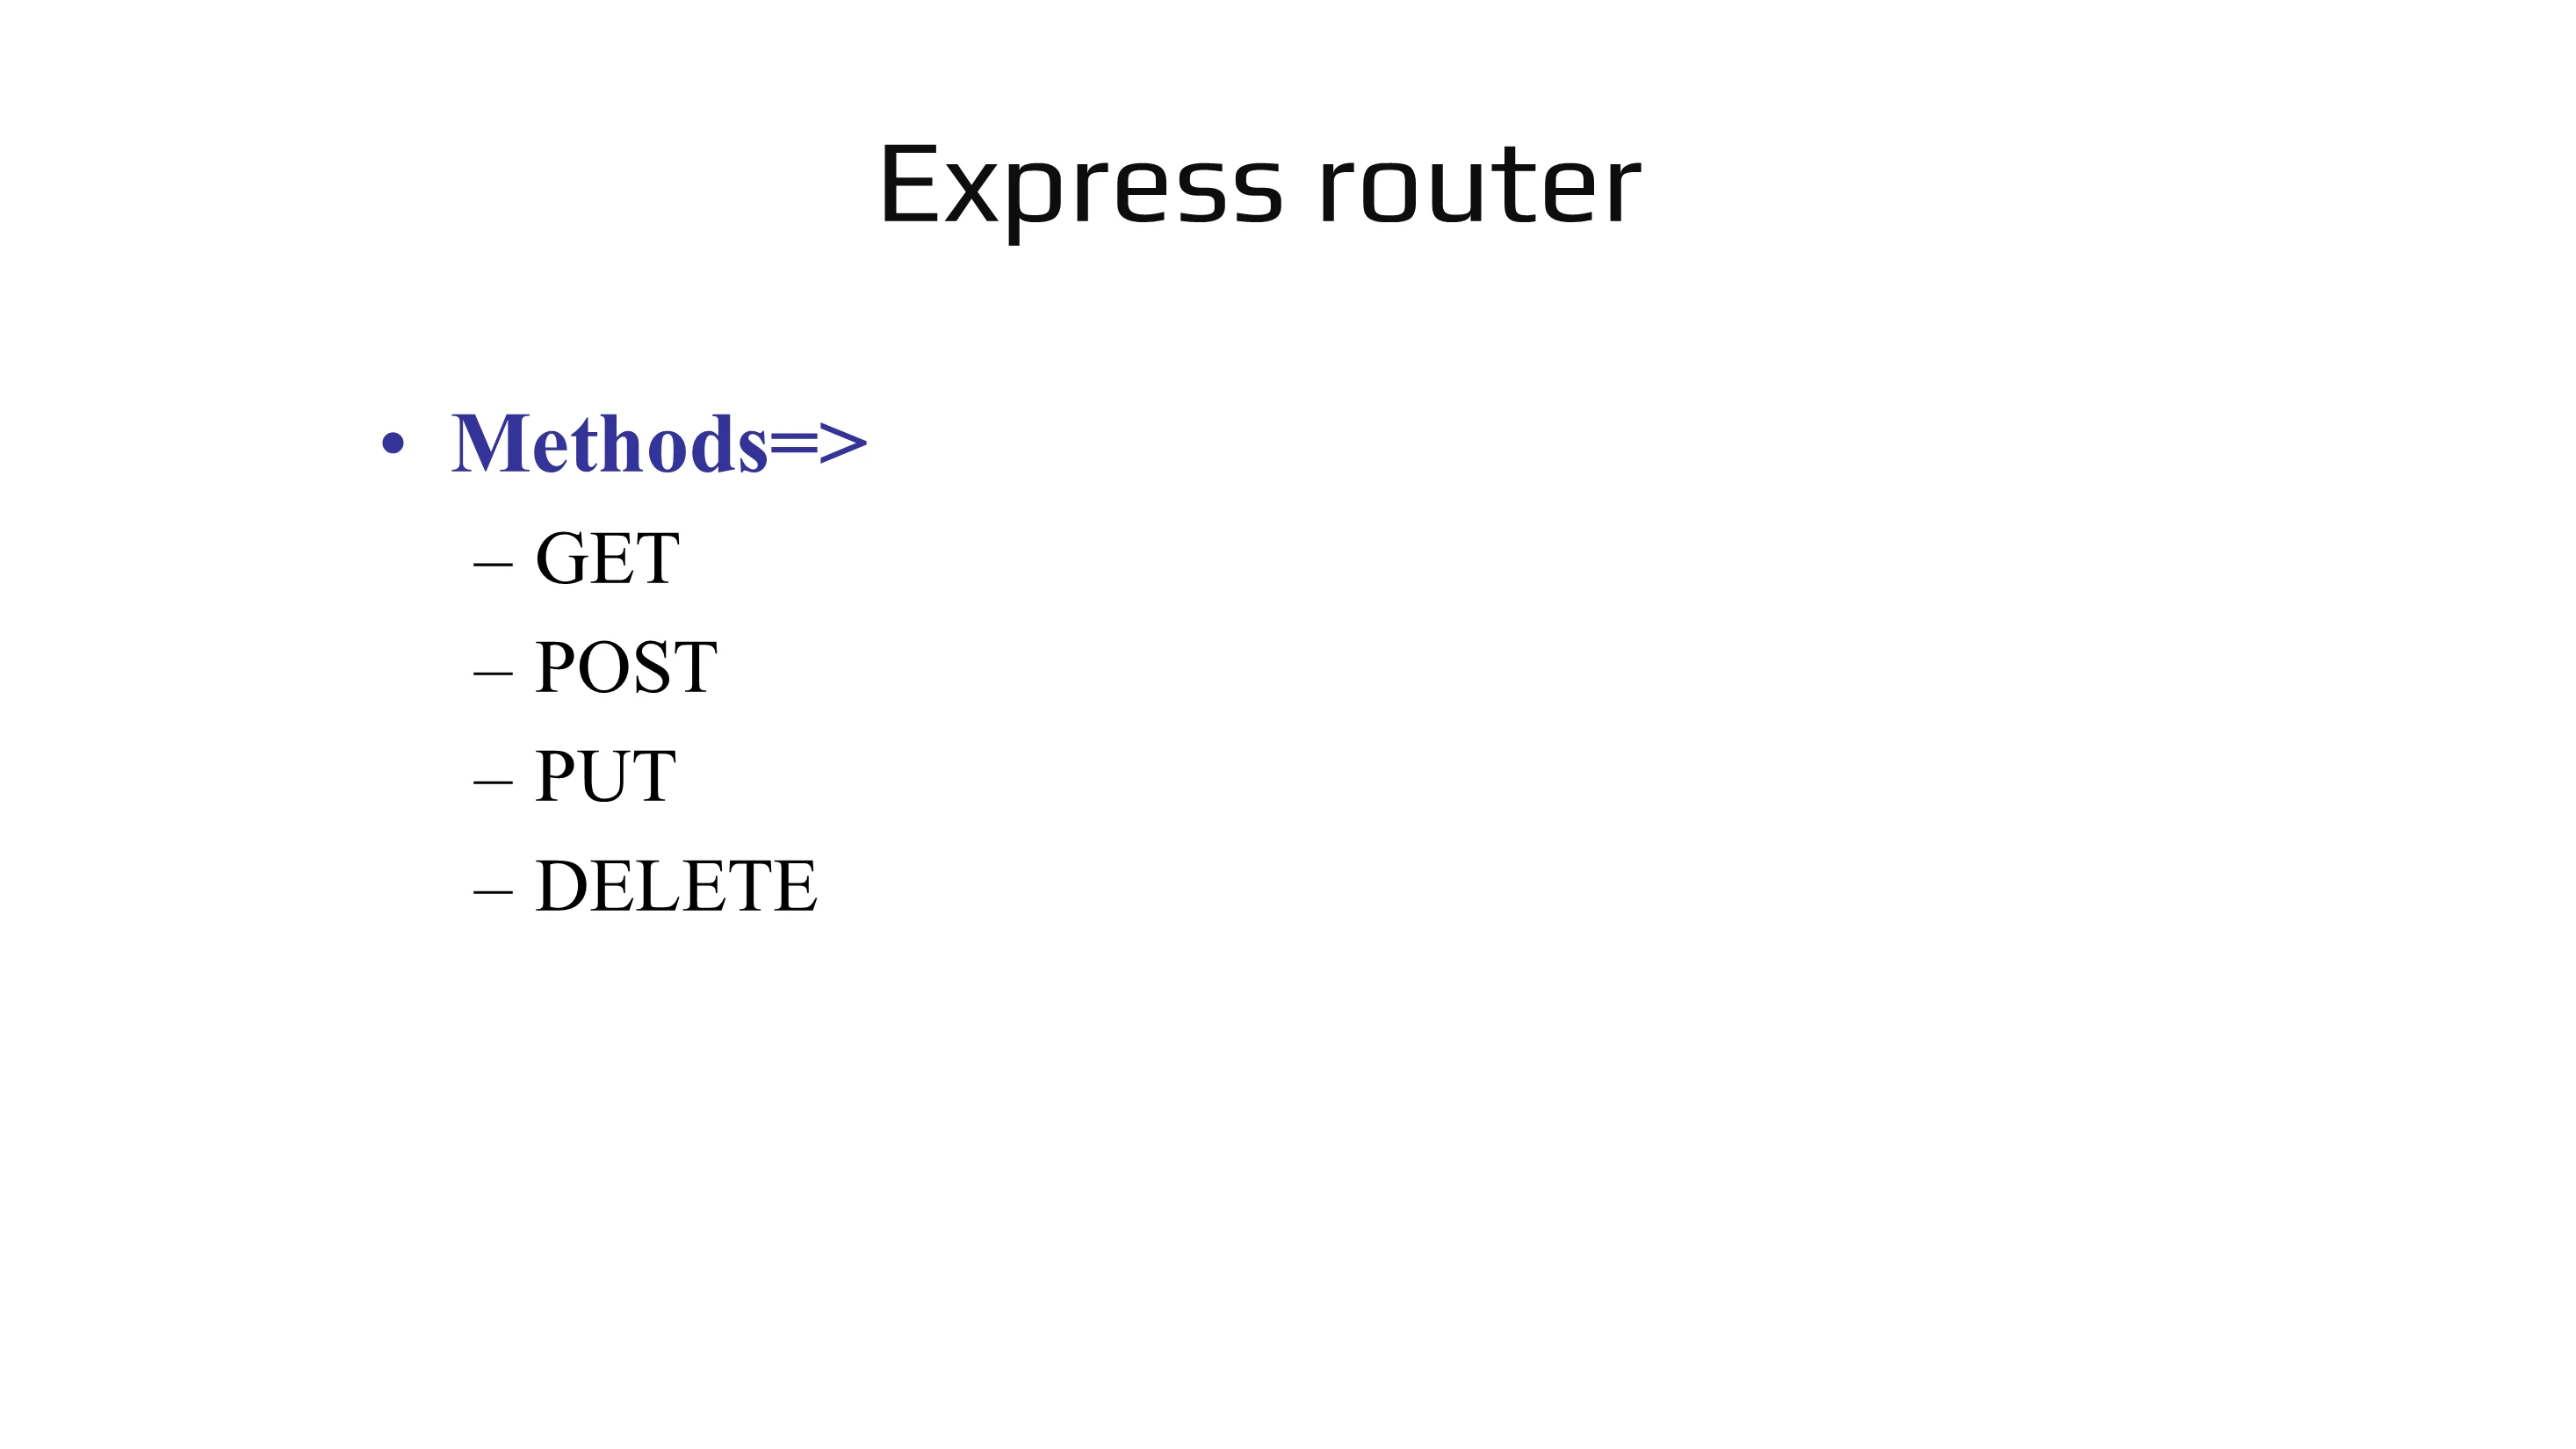 Express router
• Methods=>
– GET
– POST
– PUT
– DELETE